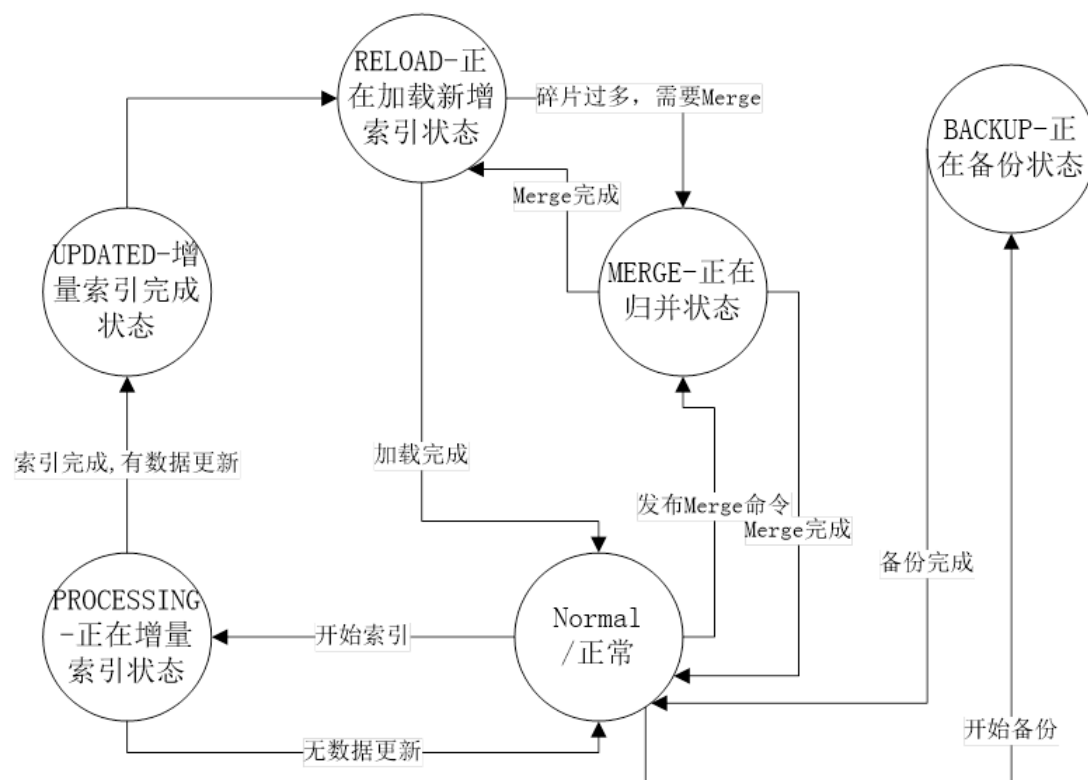 RELOAD-正
在加载新增
索引状态
碎片过多，需要Merge
BACKUP-正
在备份状态
Merge完成
UPDATED-增
量索引完成
状态
MERGE-正在
归并状态
索引完成,有数据更新
加载完成
发布Merge命令
Merge完成
备份完成
PROCESSING
-正在增量
索引状态
开始索引
Normal
/正常
无数据更新
开始备份